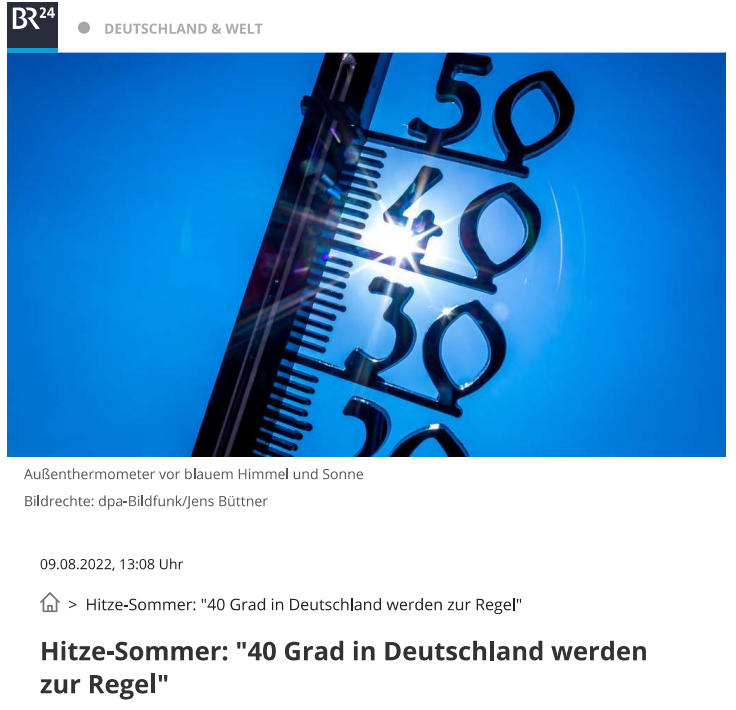 BR24
DEUTSCHLAND & WELT
50
40
30
20
Außenthermometer vor blauem Himmel und Sonne
Bildrechte: dpa-Bildfunk/Jens Büttner
09.08.2022, 13:08 Uhr
> Hitze-Sommer: "40 Grad in Deutschland werden zur Regel"
Hitze-Sommer: "40 Grad in Deutschland werden
zur Regel"